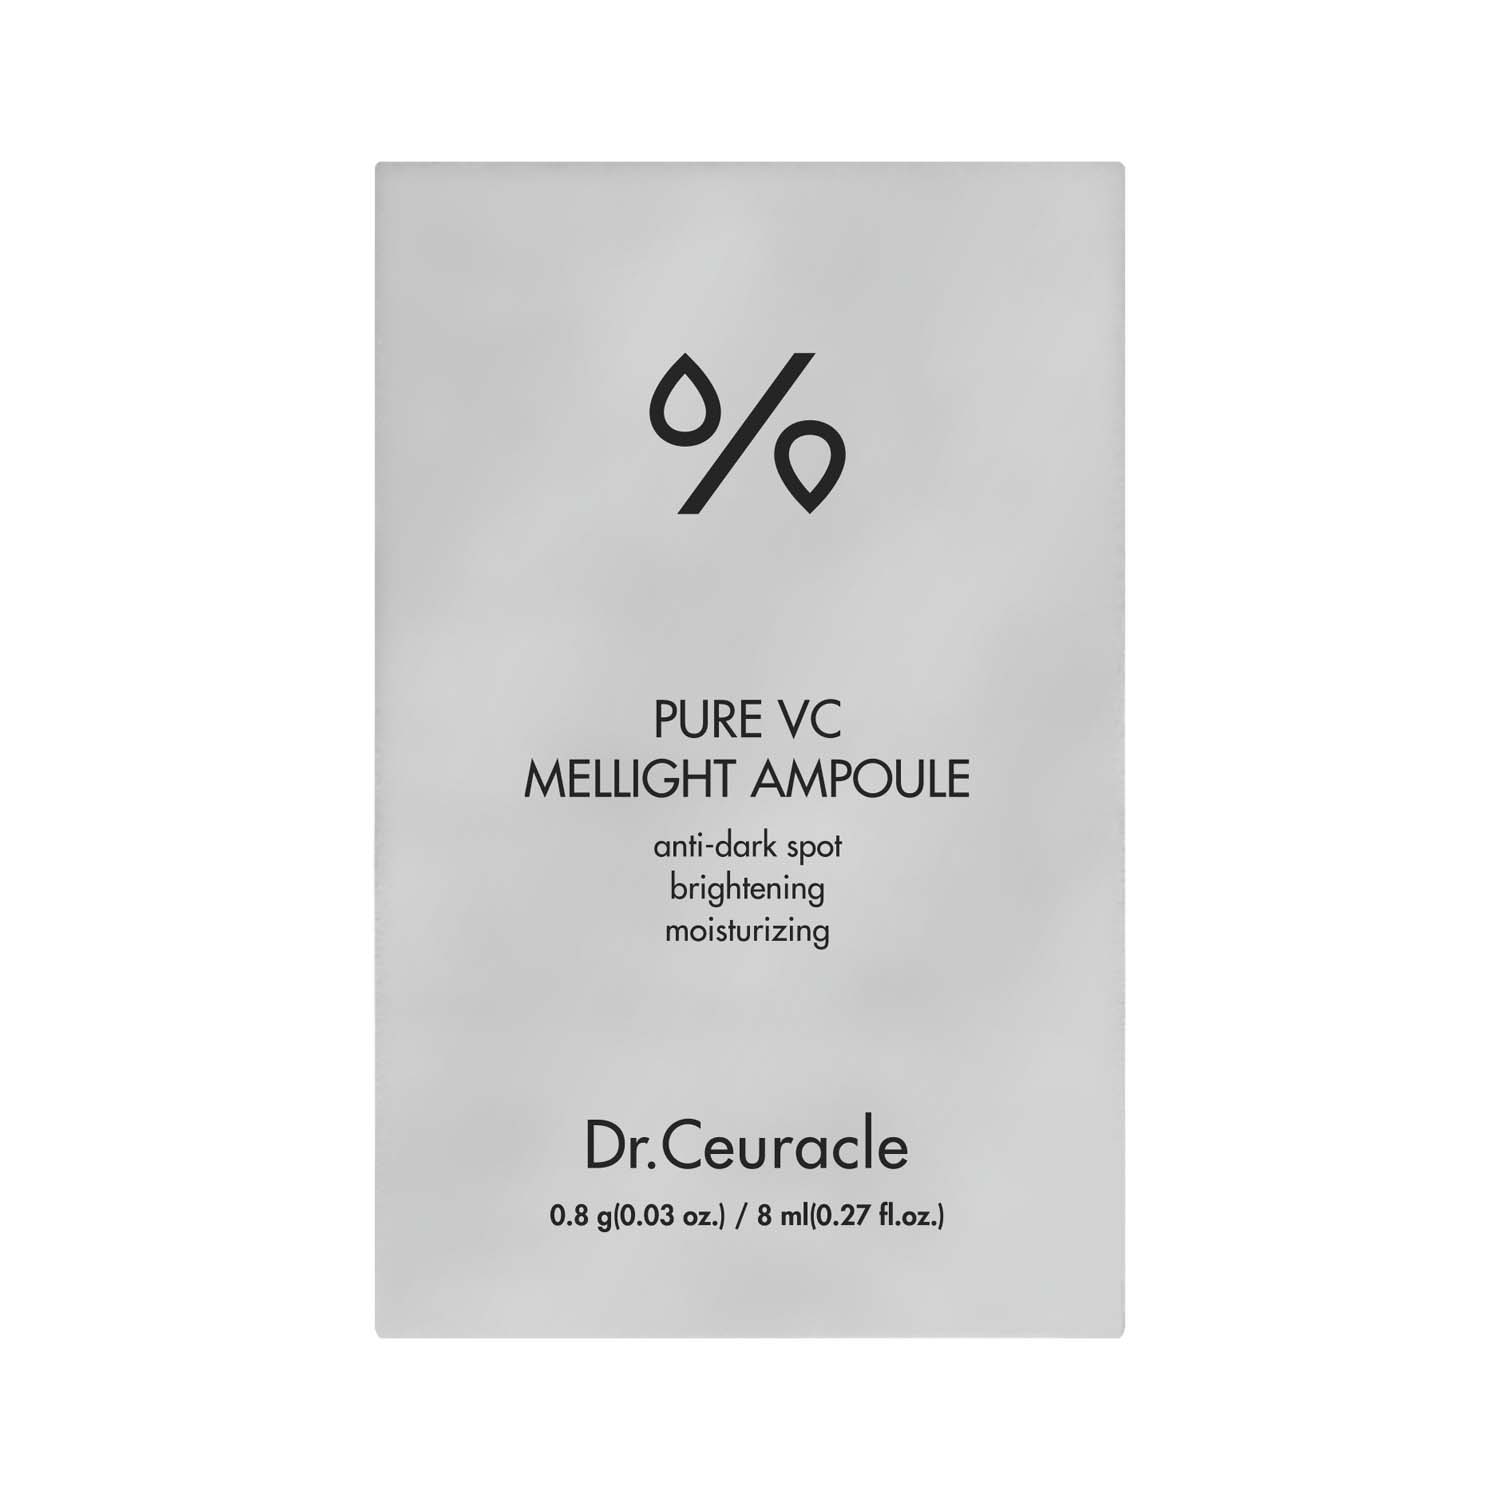 %
PURE VC
MELLIGHT AMPOULE
anti-dark spot
brightening
moisturizing
Dr.Ceuracle
0.8 g(0.03 oz.) / 8 ml(0.27 fl.oz.)